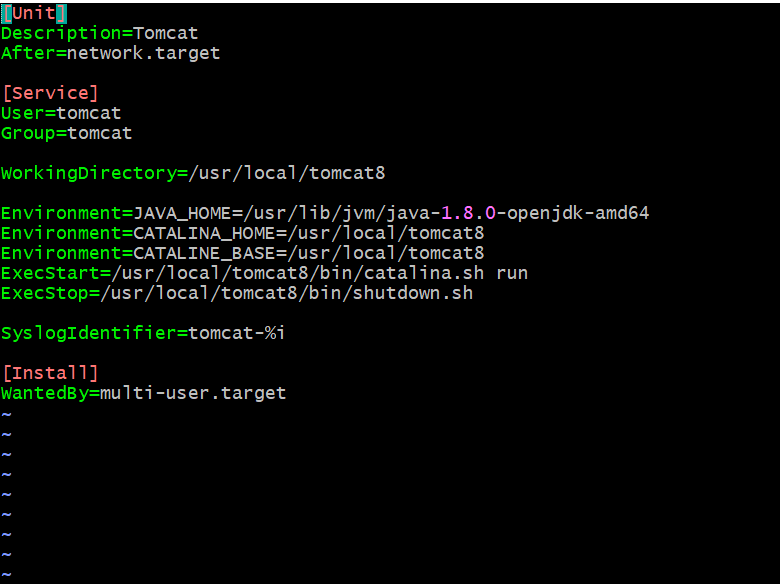 [Unit]
Description=Tomcat
After=network.target
[Service]
User=tomcat
Group=tomcat
WorkingDirectory=/usr/local/tomcat8
Environment=JAVA_HOME=/usr/lib/jvm/java-1.8.0-openjdk-amd64
Environment=CATALINA_HOME=/usr/local/tomcat8
Environment=CATALINE_BASE=/usr/local/tomcat8
ExecStart=/usr/local/tomcat8/bin/catalina.sh run
ExecStop=/usr/local/tomcat8/bin/shutdown.sh
SyslogIdentifier=tomcat-%i
[Install]
WantedBy=multi-user.target
~
~
~
~
~
~
~
~
~